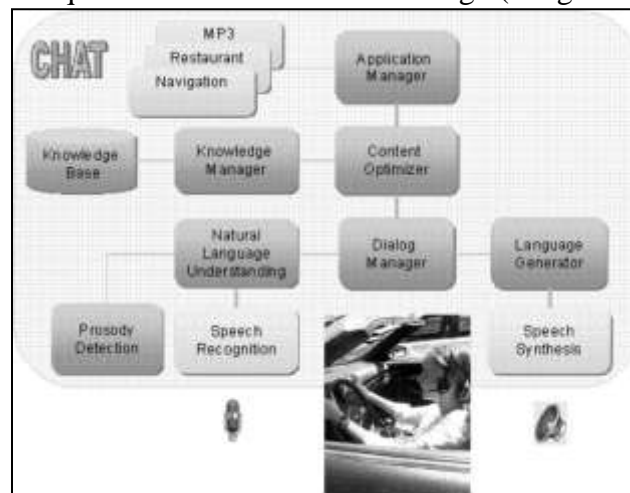 CHAT
MP3
Restaurant
Navigation
Application
Manager
Knowledge
Base
Knowledge
Manager
Content
Optimizer
Natural
Language
Understanding
Dialog
Manager
Language
Generator
Prosody
Detection
Speech
Recognition
Speech
Synthesis